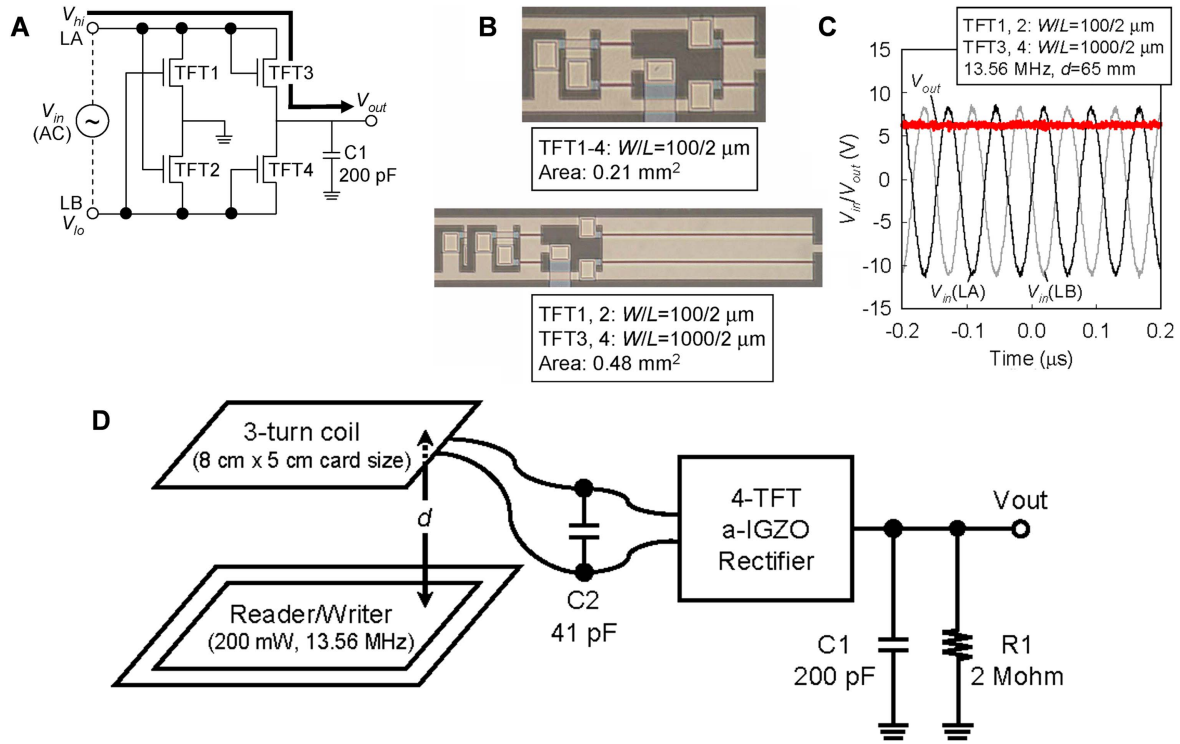 A
V_hi
LA
TFT1
TFT3
V_in
(AC)
~
V_out
C1
200 pF
TFT2
TFT4
LB
V_lo
B
TFT1-4: W/L=100/2 μm
Area: 0.21 mm²
TFT1, 2: W/L=100/2 μm
TFT3, 4: W/L=1000/2 μm
Area: 0.48 mm²
C
TFT1, 2: W/L=100/2 μm
TFT3, 4: W/L=1000/2 μm
13.56 MHz, d=65 mm
V_out
V_in/V_out (V)
15
10
5
0
-5
-10
-15
V_in(LA)
V_in(LB)
-0.2
-0.1
0.0
0.1
0.2
Time (μs)
D
3-turn coil
(8 cm x 5 cm card size)
d
Reader/Writer
(200 mW, 13.56 MHz)
C2
41 pF
4-TFT
a-IGZO
Rectifier
Vout
C1
200 pF
R1
2 Mohm